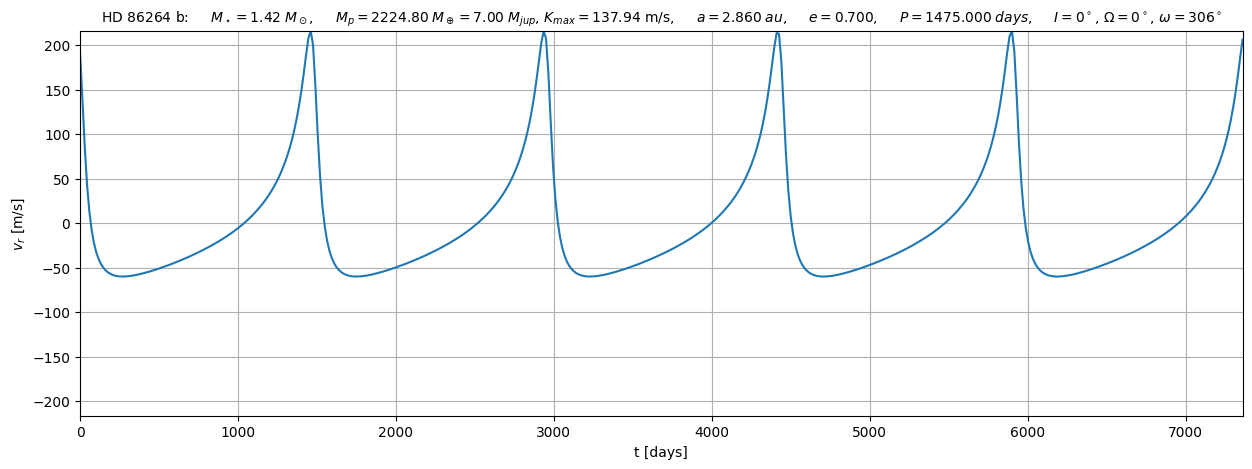 HD 86264 b: M⋆ = 1.42 M⊙, Mp = 2224.80 M⊕ = 7.00 Mjup, Kmax = 137.94 m/s, a = 2.860 au, e = 0.700, P = 1475.000 days, I = 0°, Ω = 0°, ω = 306°
200
150
100
50
0
−50
−100
−150
−200
vr [m/s]
0 1000 2000 3000 4000 5000 6000 7000
t [days]